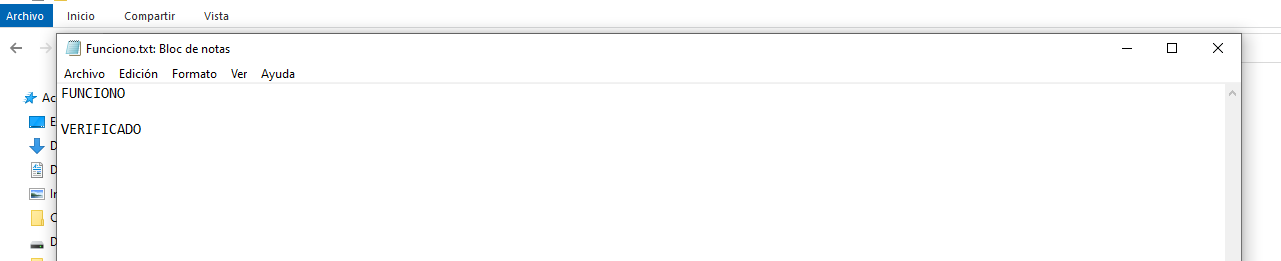 Archivo Inicio Compartir Vista
Funciono.txt: Bloc de notas
Archivo Edición Formato Ver Ayuda
FUNCIONO
VERIFICADO